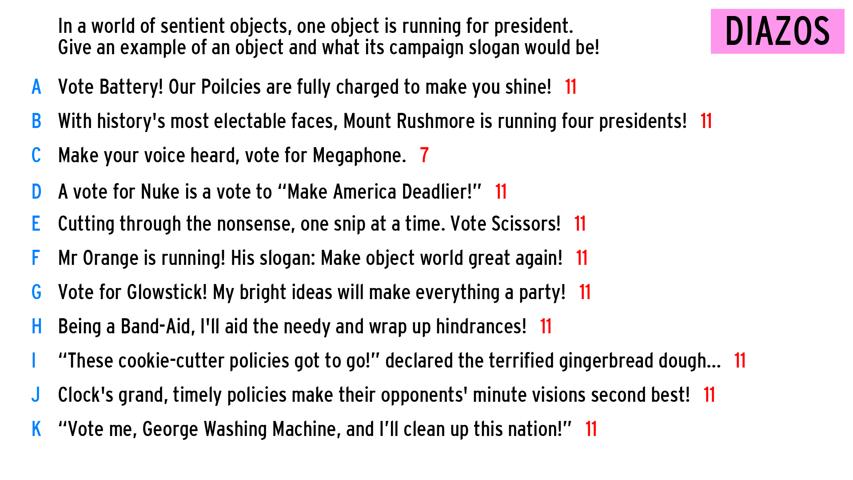 In a world of sentient objects, one object is running for president.
Give an example of an object and what its campaign slogan would be!
DIAZOS
A Vote Battery! Our Poilcies are fully charged to make you shine! 11
B With history's most electable faces, Mount Rushmore is running four presidents! 11
C Make your voice heard, vote for Megaphone. 7
D A vote for Nuke is a vote to “Make America Deadlier!” 11
E Cutting through the nonsense, one snip at a time. Vote Scissors! 11
F Mr Orange is running! His slogan: Make object world great again! 11
G Vote for Glowstick! My bright ideas will make everything a party! 11
H Being a Band-Aid, I'll aid the needy and wrap up hindrances! 11
I “These cookie-cutter policies got to go!” declared the terrified gingerbread dough... 11
J Clock's grand, timely policies make their opponents' minute visions second best! 11
K “Vote me, George Washing Machine, and I’ll clean up this nation!” 11